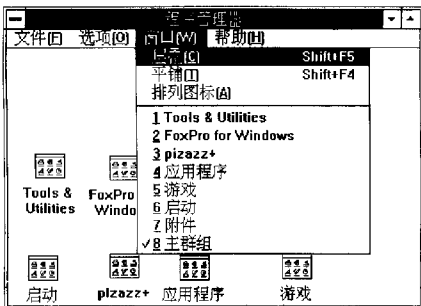 程序管理器
文件(F) 选项(O) 窗口(W) 帮助(H)
层叠(C) Shift+F5
平铺(T) Shift+F4
排列图标(A)
1 Tools & Utilities
2 FoxPro for Windows
3 pizazz+
4 应用程序
5 游戏
6 启动
7 附件
✓8 主群组
Tools & Utilities
FoxPro Windo
启动 pizazz+ 应用程序 游戏